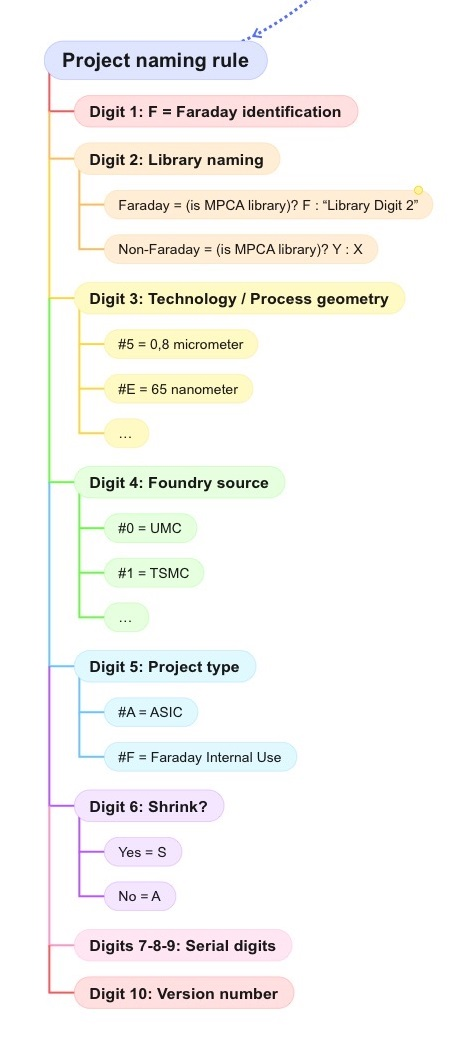 Project naming rule
Digit 1: F = Faraday identification
Digit 2: Library naming
Faraday = (is MPCA library)? F : “Library Digit 2”
Non-Faraday = (is MPCA library)? Y : X
Digit 3: Technology / Process geometry
#5 = 0,8 micrometer
#E = 65 nanometer
…
Digit 4: Foundry source
#0 = UMC
#1 = TSMC
…
Digit 5: Project type
#A = ASIC
#F = Faraday Internal Use
Digit 6: Shrink?
Yes = S
No = A
Digits 7-8-9: Serial digits
Digit 10: Version number